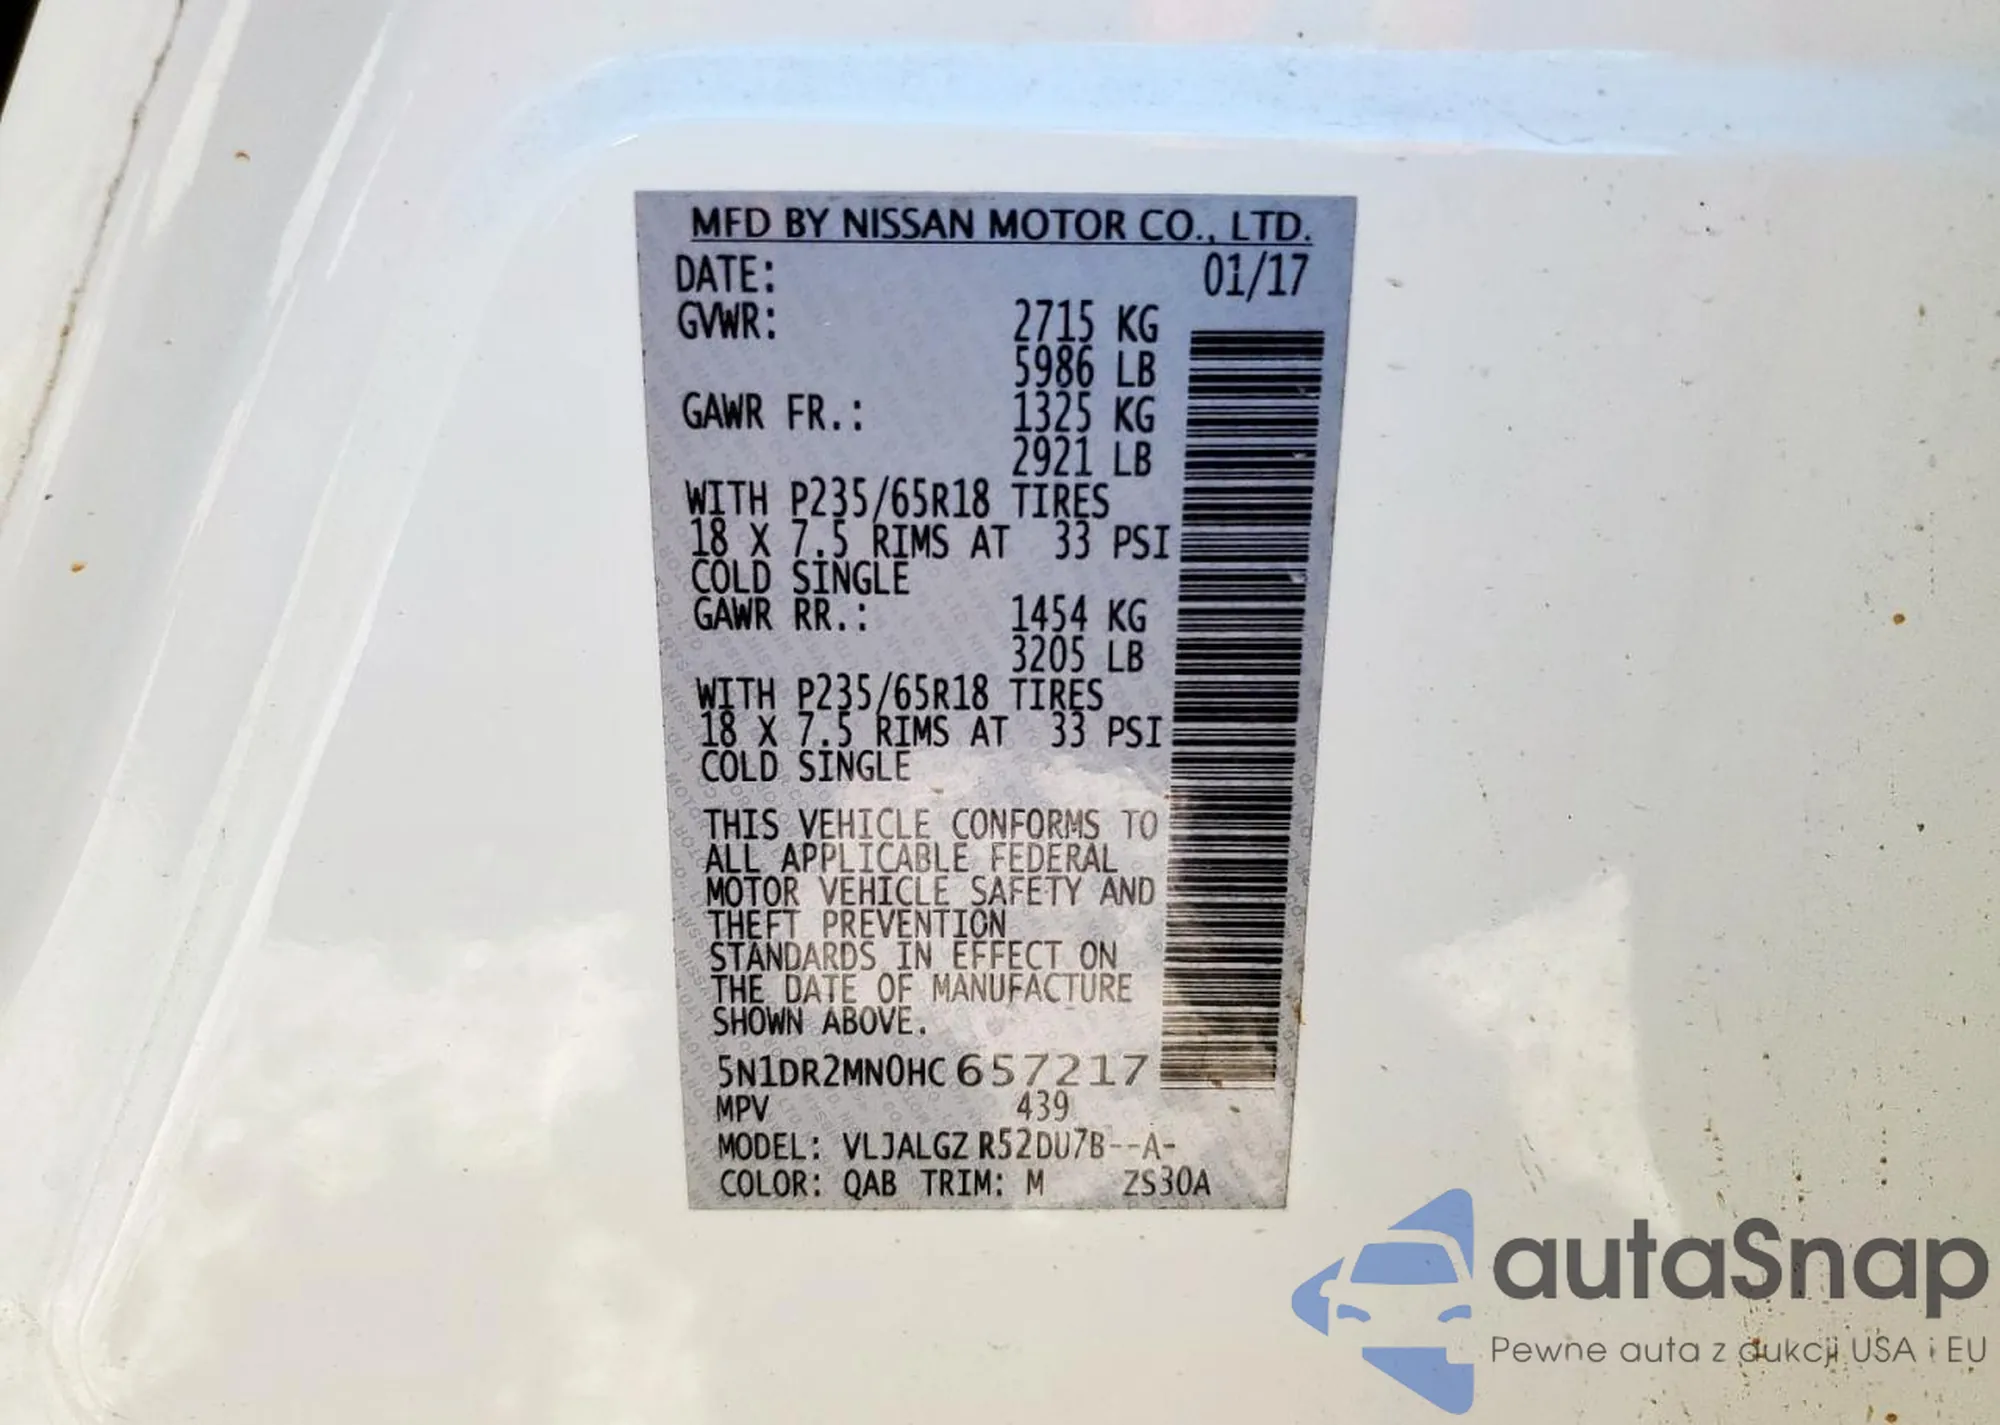 MFD BY NISSAN MOTOR CO., LTD.
DATE: 01/17
GVWR: 2715 KG
5986 LB
GAWR FR.: 1325 KG
2921 LB
WITH P235/65R18 TIRES
18 X 7.5 RIMS AT 33 PSI
COLD SINGLE
GAWR RR.: 1454 KG
3205 LB
WITH P235/65R18 TIRES
18 X 7.5 RIMS AT 33 PSI
COLD SINGLE
THIS VEHICLE CONFORMS TO
ALL APPLICABLE FEDERAL
MOTOR VEHICLE SAFETY AND
THEFT PREVENTION
STANDARDS IN EFFECT ON
THE DATE OF MANUFACTURE
SHOWN ABOVE.
5N1DR2MN0HC657217
MPV 439
MODEL: VLJALGZ R52DU7B--A-
COLOR: QAB TRIM: M ZS30A
autaSnap
Pewne auta z aukcji USA i EU